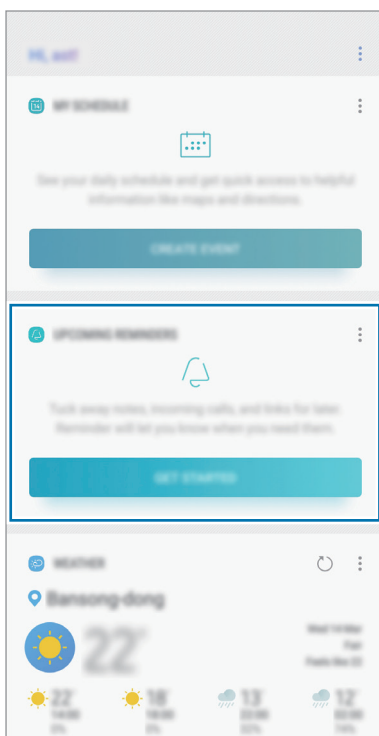 MY SCHEDULE
See your daily schedule and get quick access to helpful
information like maps and directions.
CREATE EVENT
UPCOMING REMINDERS
Tuck away notes, incoming calls, and links for later.
Reminder will let you know when you need them.
GET STARTED
WEATHER
Bansong-dong
22°
Wed 14 Mar
Fair
Feels like 22
22° 18° 13° 12°